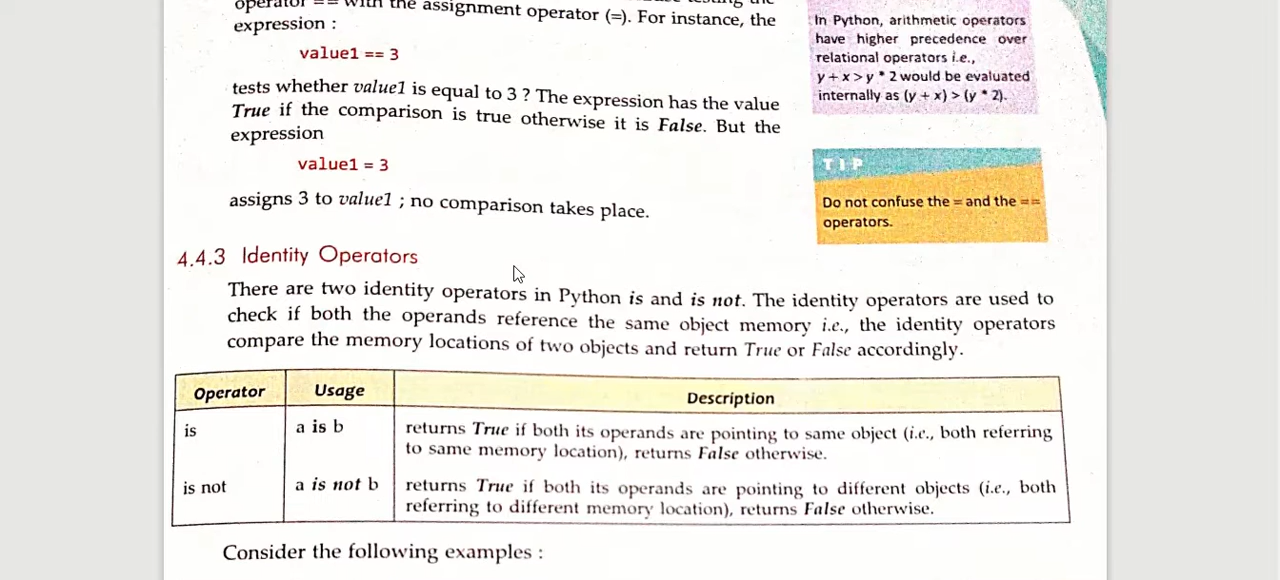 operator == with the assignment operator (=). For instance, the
expression :
value1 == 3
tests whether value1 is equal to 3 ? The expression has the value
True if the comparison is true otherwise it is False. But the
expression
value1 = 3
assigns 3 to value1 ; no comparison takes place.
In Python, arithmetic operators
have higher precedence over
relational operators i.e.,
y + x > y * 2 would be evaluated
internally as (y + x) > (y * 2).
TIP
Do not confuse the = and the ==
operators.
4.4.3 Identity Operators
There are two identity operators in Python is and is not. The identity operators are used to
check if both the operands reference the same object memory i.e., the identity operators
compare the memory locations of two objects and return True or False accordingly.
Operator Usage Description
is a is b returns True if both its operands are pointing to same object (i.e., both referring
to same memory location), returns False otherwise.
is not a is not b returns True if both its operands are pointing to different objects (i.e., both
referring to different memory location), returns False otherwise.
Consider the following examples :